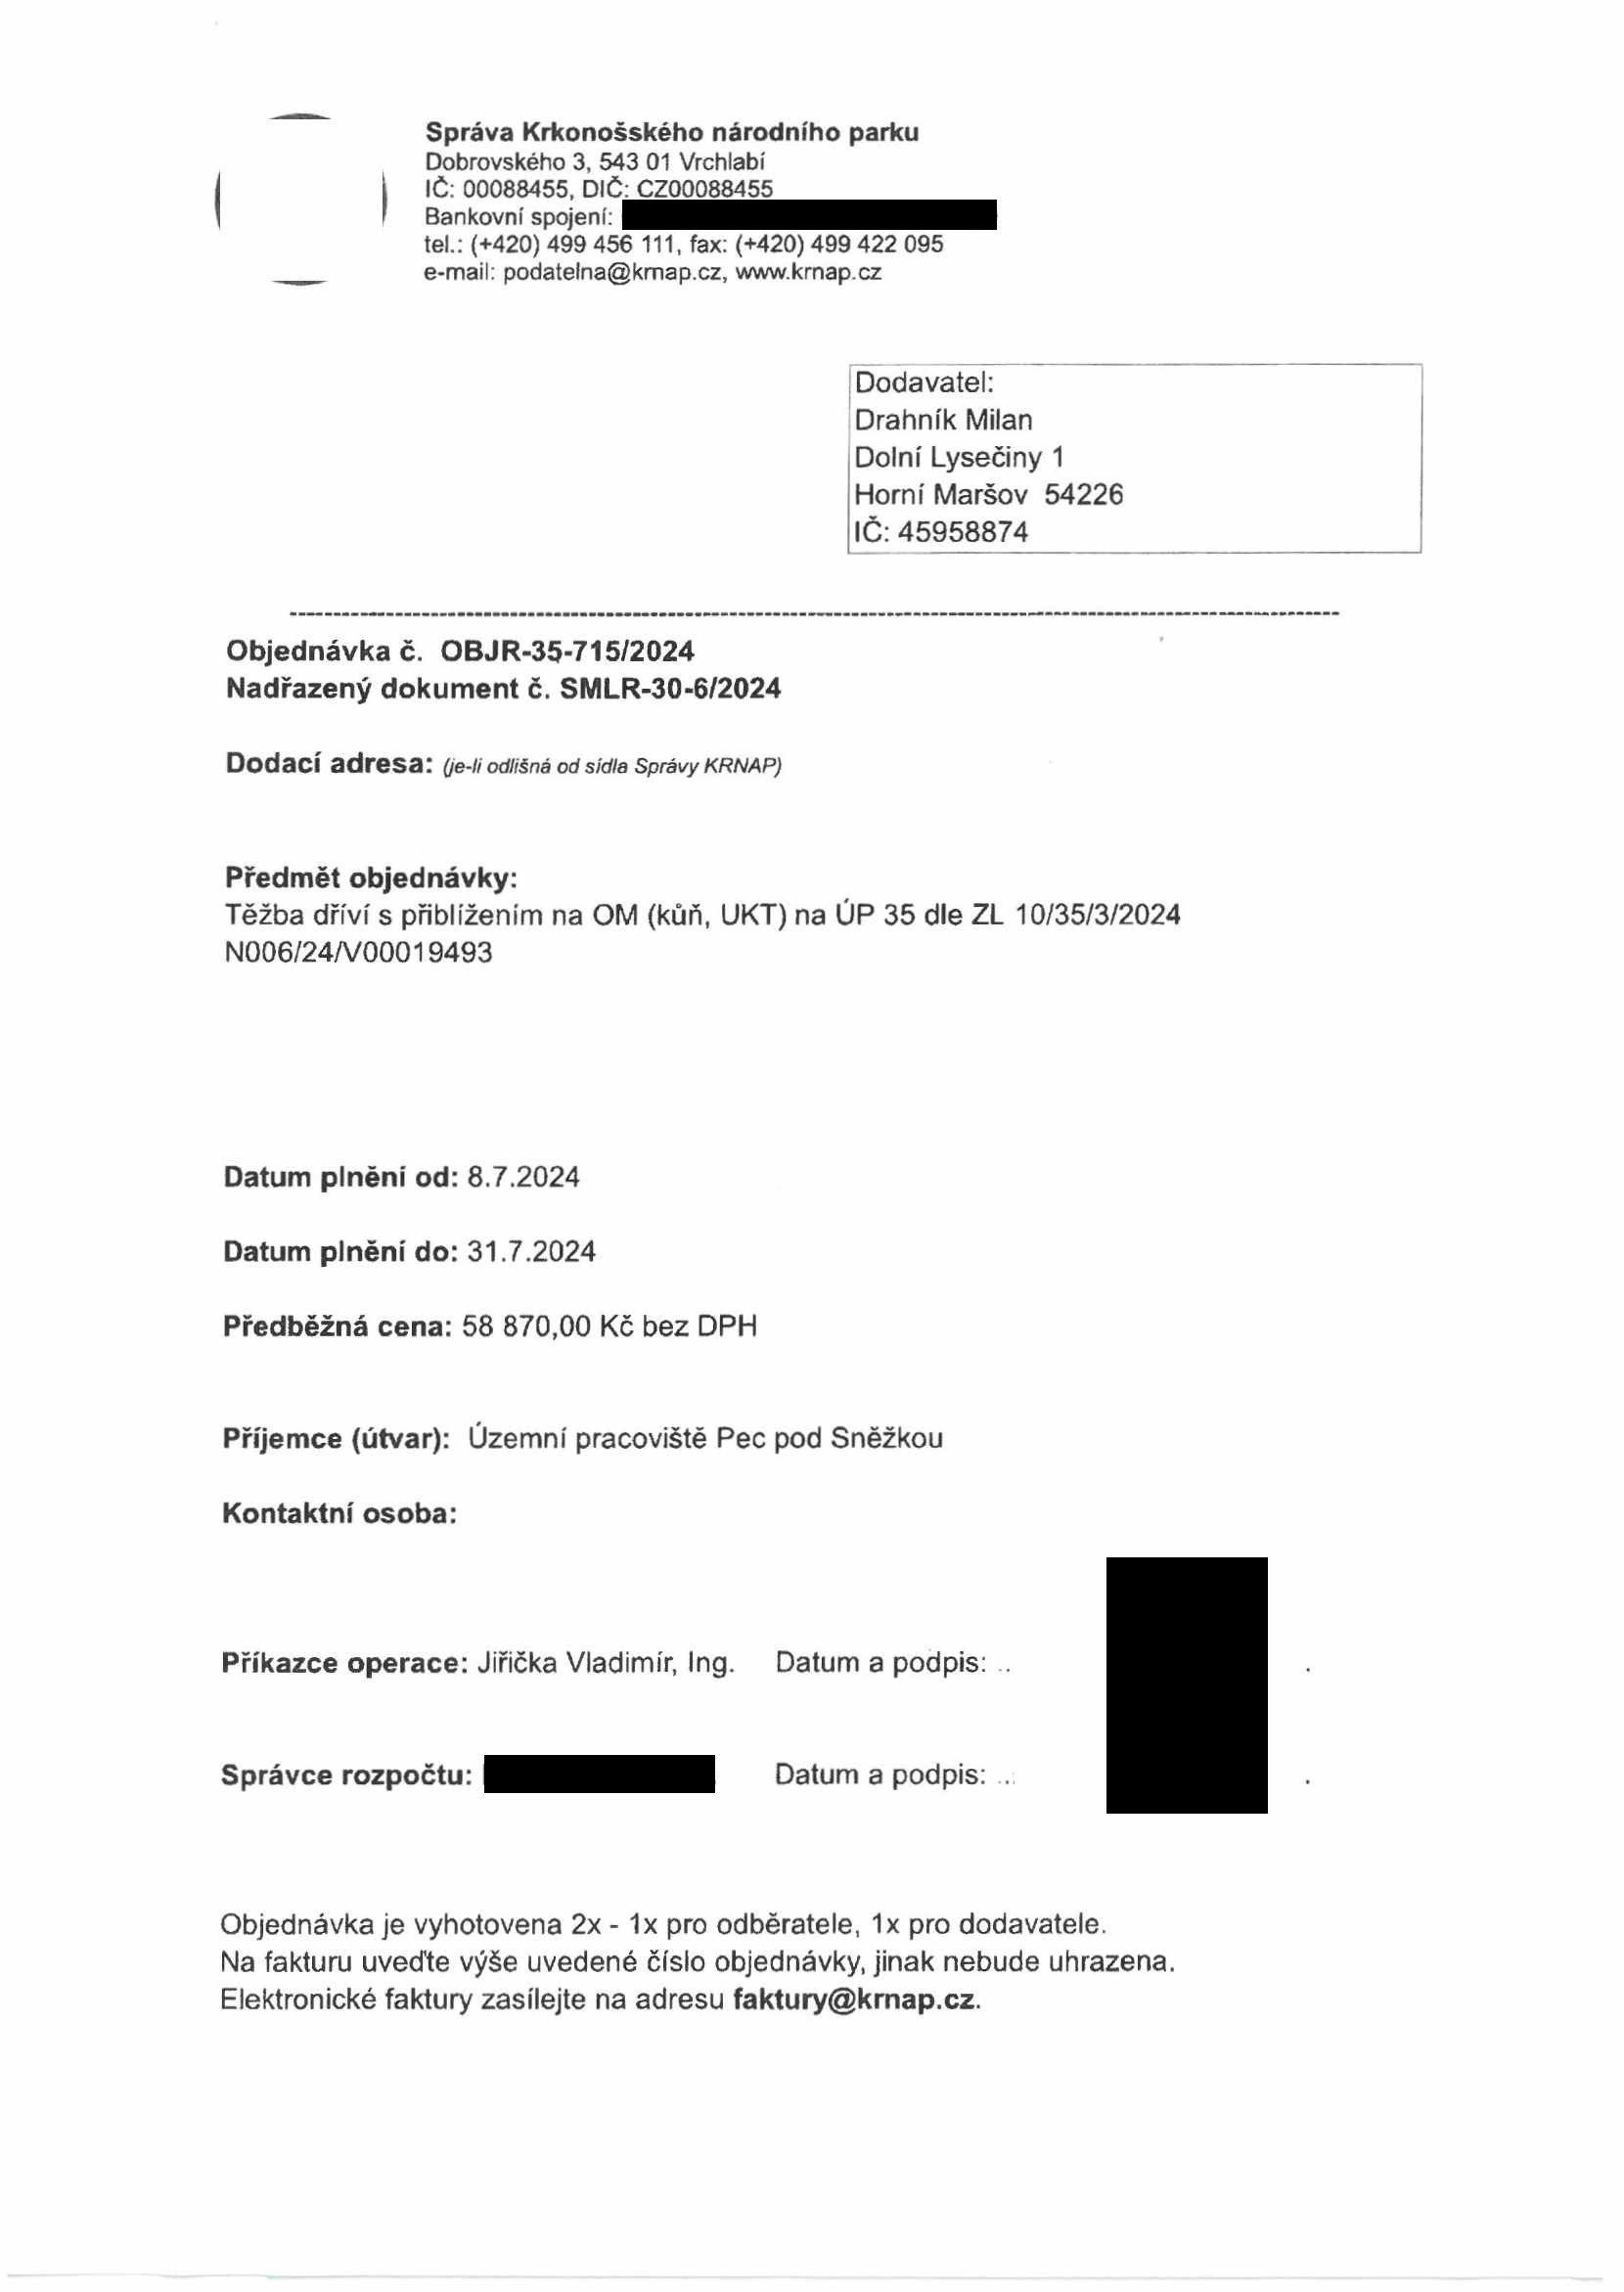 Správa Krkonošského národního parku
Dobrovského 3, 543 01 Vrchlabí
IČ: 00088455, DIČ: CZ00088455
Bankovní spojení:
tel.: (+420) 499 456 111, fax: (+420) 499 422 095
e-mail: podatelna@krnap.cz, www.krnap.cz
Dodavatel:
Drahník Milan
Dolní Lysečiny 1
Horní Maršov 54226
IČ: 45958874
Objednávka č. OBJR-35-715/2024
Nadřazený dokument č. SMLR-30-6/2024
Dodací adresa: (je-li odlišná od sídla Správy KRNAP)
Předmět objednávky:
Těžba dříví s přiblížením na OM (kůň, UKT) na ÚP 35 dle ZL 10/35/3/2024
N006/24/V00019493
Datum plnění od: 8.7.2024
Datum plnění do: 31.7.2024
Předběžná cena: 58 870,00 Kč bez DPH
Příjemce (útvar): Územní pracoviště Pec pod Sněžkou
Kontaktní osoba:
Příkazce operace: Jiřička Vladimír, Ing. Datum a podpis: .. .
Správce rozpočtu: Datum a podpis: .. .
Objednávka je vyhotovena 2x - 1x pro odběratele, 1x pro dodavatele.
Na fakturu uveďte výše uvedené číslo objednávky, jinak nebude uhrazena.
Elektronické faktury zasílejte na adresu faktury@krnap.cz.